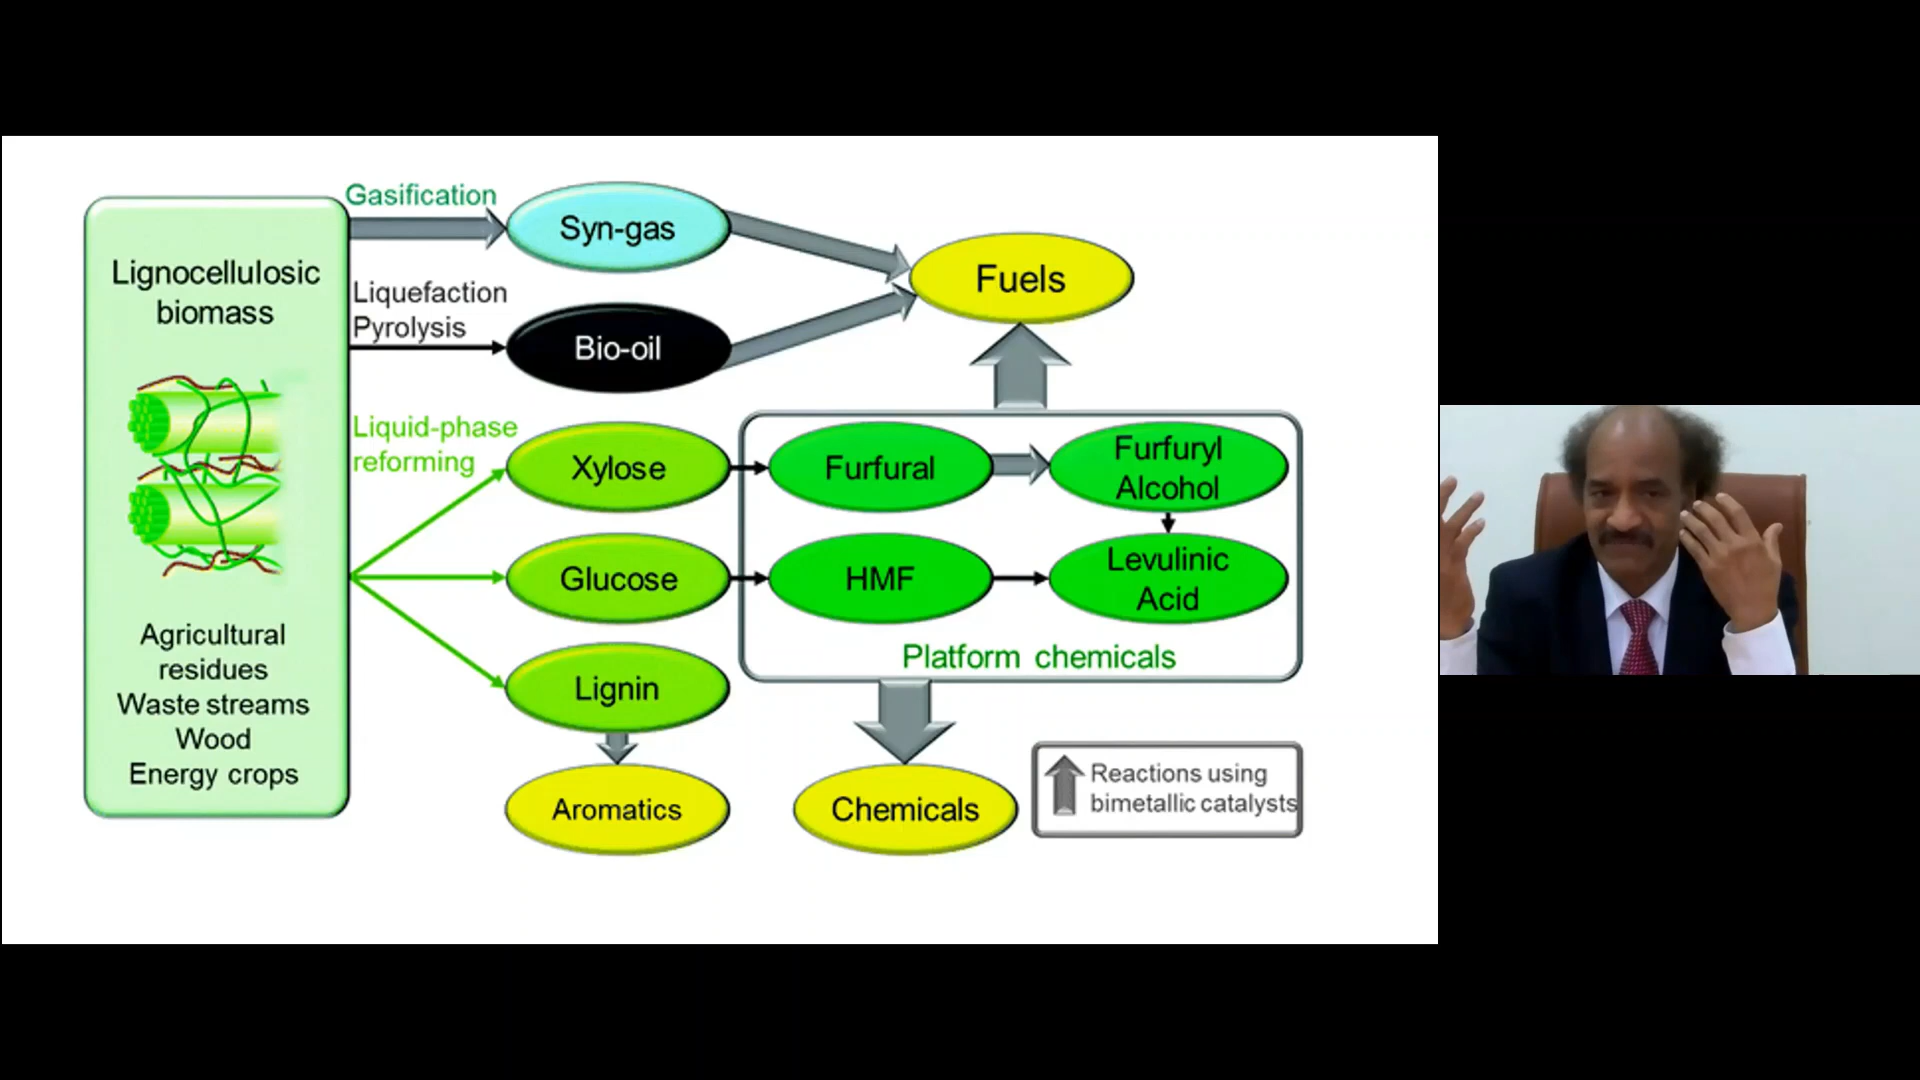 Lignocellulosic
biomass
Agricultural
residues
Waste streams
Wood
Energy crops
Gasification
Liquefaction
Pyrolysis
Liquid-phase
reforming
Syn-gas
Bio-oil
Xylose
Glucose
Lignin
Aromatics
Fuels
Furfural
Furfuryl
Alcohol
HMF
Levulinic
Acid
Platform chemicals
Chemicals
Reactions using
bimetallic catalysts